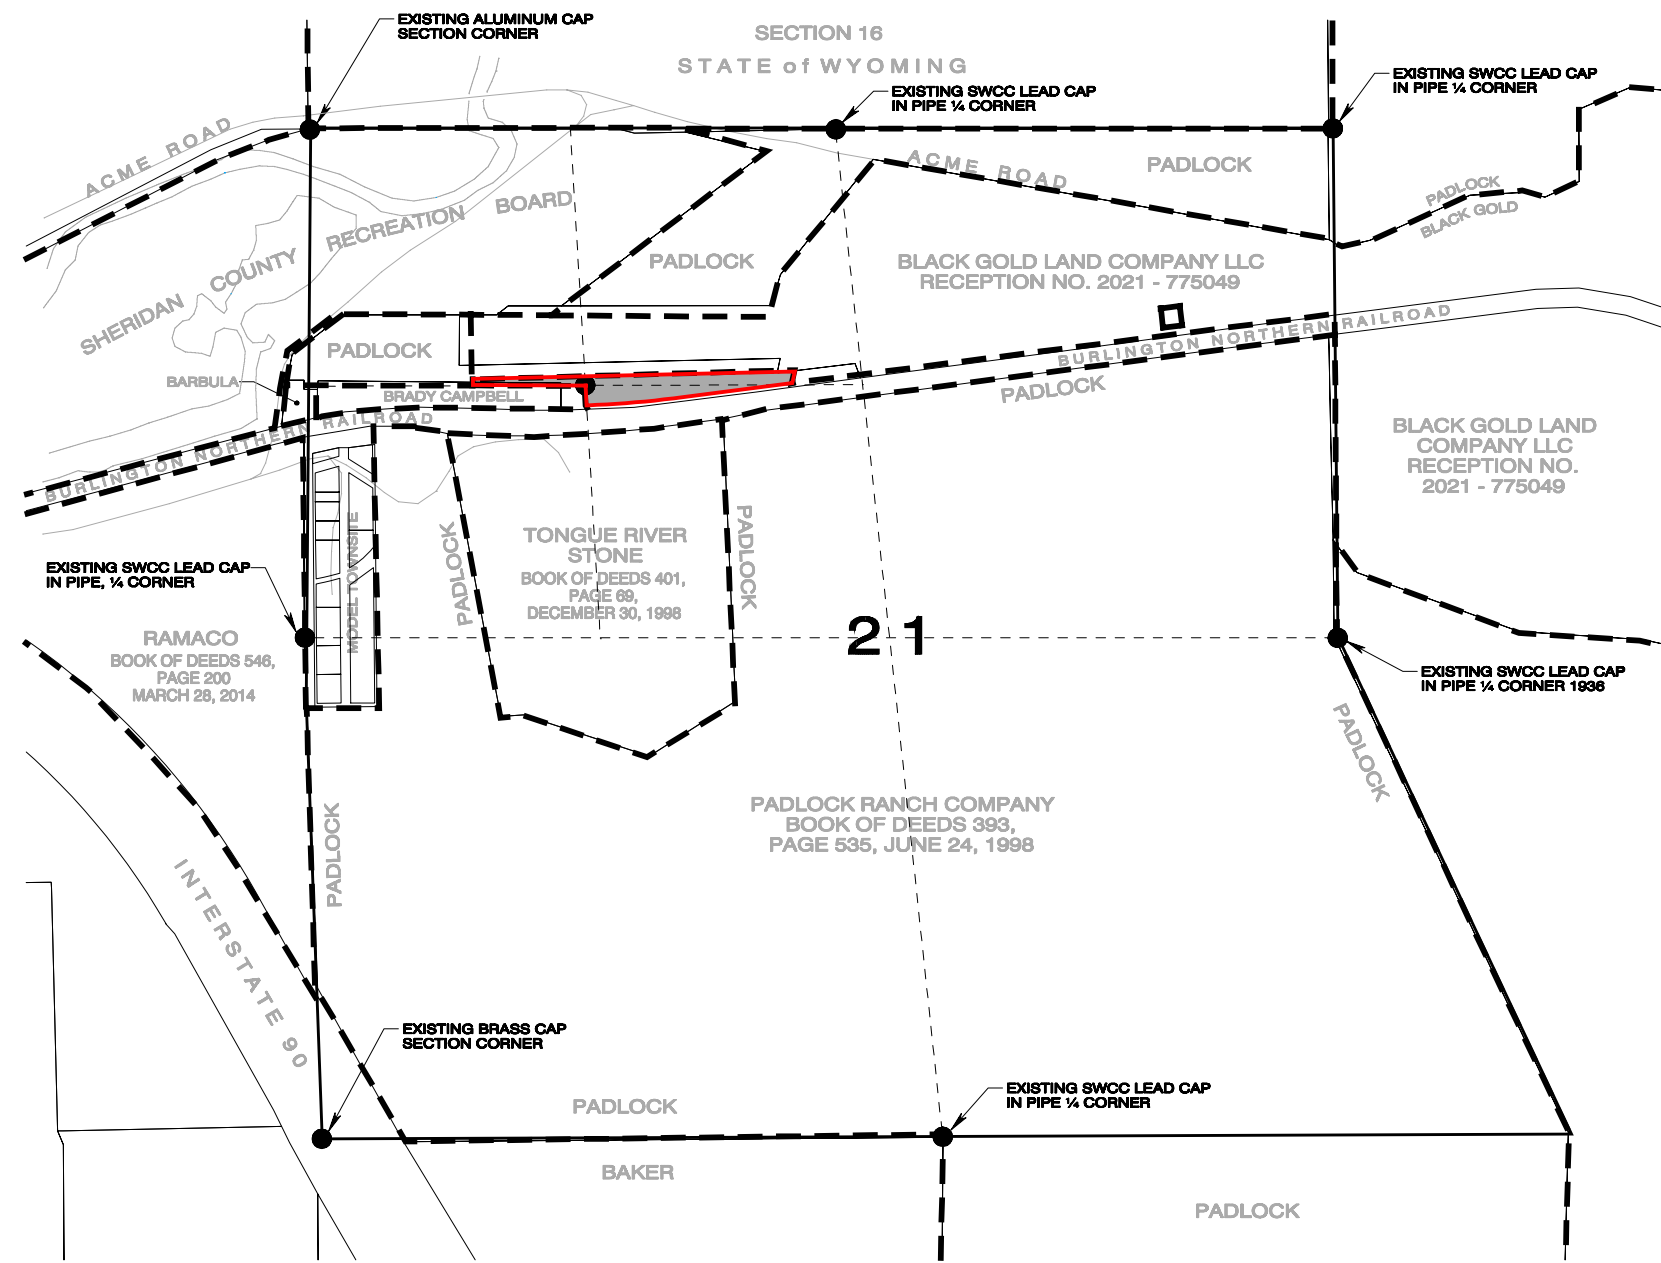 EXISTING ALUMINUM CAP
SECTION CORNER
SECTION 16
STATE of WYOMING
EXISTING SWCC LEAD CAP
IN PIPE ¼ CORNER
EXISTING SWCC LEAD CAP
IN PIPE ¼ CORNER
ACME ROAD
ACME ROAD
PADLOCK
PADLOCK
BLACK GOLD
SHERIDAN COUNTY RECREATION BOARD
PADLOCK
BLACK GOLD LAND COMPANY LLC
RECEPTION NO. 2021 - 775049
BURLINGTON NORTHERN RAILROAD
PADLOCK
BARBULA
BRADY CAMPBELL
PADLOCK
BURLINGTON NORTHERN RAILROAD
BLACK GOLD LAND
COMPANY LLC
RECEPTION NO.
2021 - 775049
MODEL TOWNSITE
PADLOCK
TONGUE RIVER
STONE
BOOK OF DEEDS 401,
PAGE 69,
DECEMBER 30, 1998
PADLOCK
EXISTING SWCC LEAD CAP
IN PIPE, ¼ CORNER
21
RAMACO
BOOK OF DEEDS 546,
PAGE 200
MARCH 28, 2014
EXISTING SWCC LEAD CAP
IN PIPE ¼ CORNER 1936
PADLOCK
PADLOCK
PADLOCK RANCH COMPANY
BOOK OF DEEDS 393,
PAGE 535, JUNE 24, 1998
INTERSTATE 90
EXISTING BRASS CAP
SECTION CORNER
PADLOCK
EXISTING SWCC LEAD CAP
IN PIPE ¼ CORNER
BAKER
PADLOCK